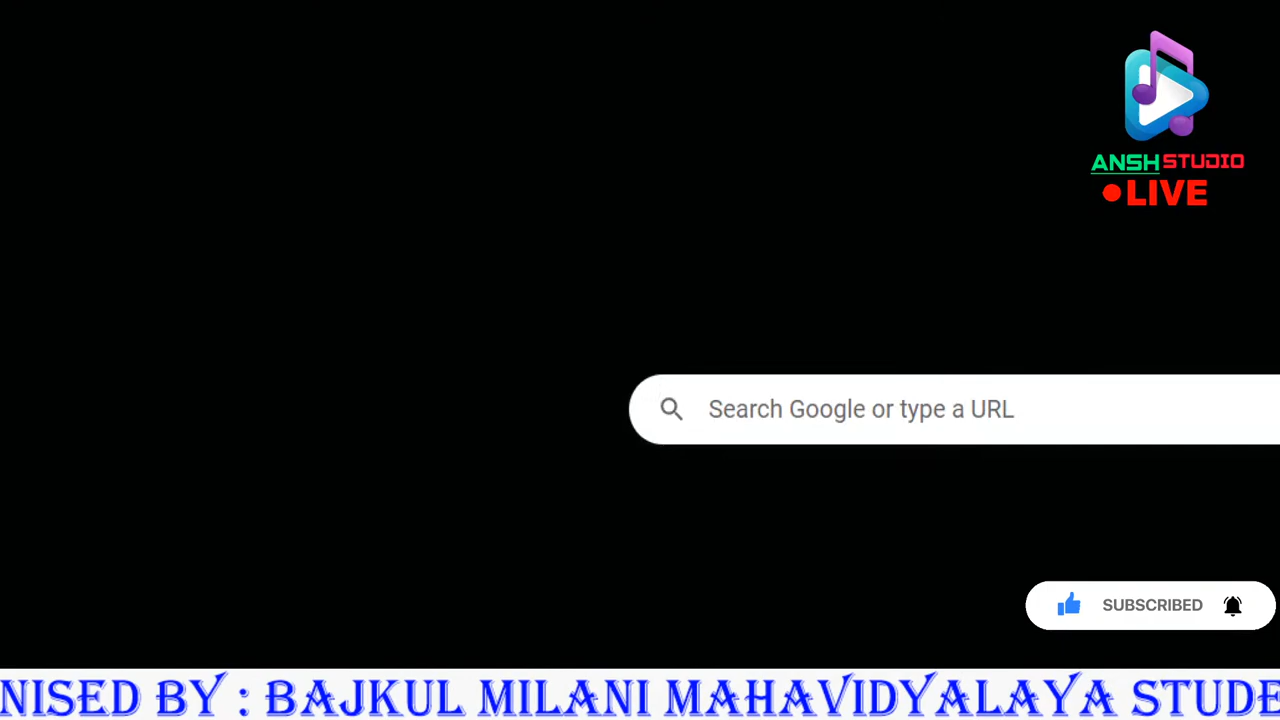 ANSH STUDIO
LIVE
Search Google or type a URL
SUBSCRIBED
NISED BY : BAJKUL MILANI MAHAVIDYALAYA STUDE